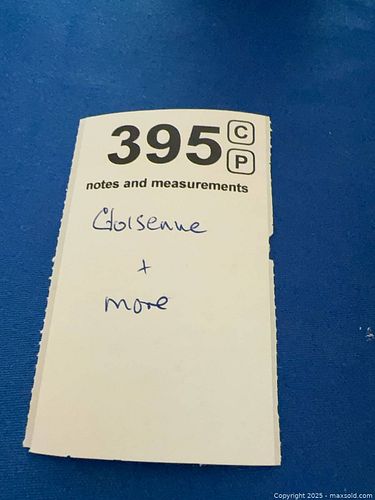 395
C
P
notes and measurements
Cloisenne
+
more
Copyright 2025 - maxsold.com